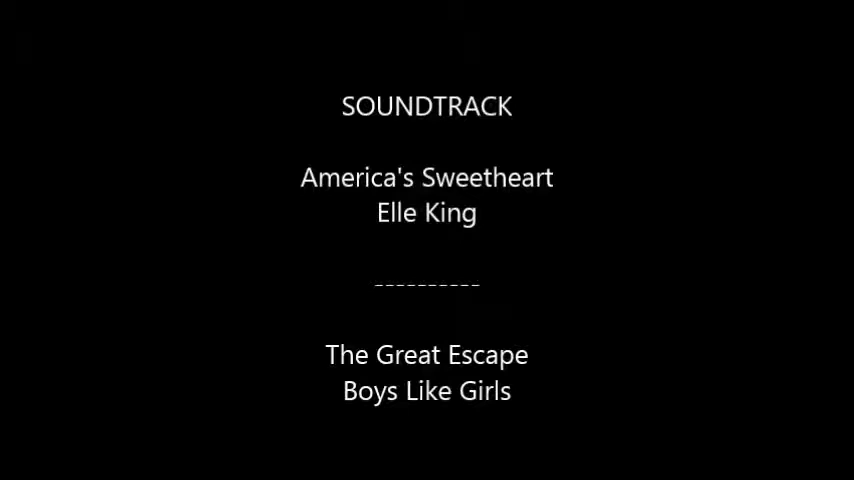 SOUNDTRACK
America's Sweetheart
Elle King
----------
The Great Escape
Boys Like Girls